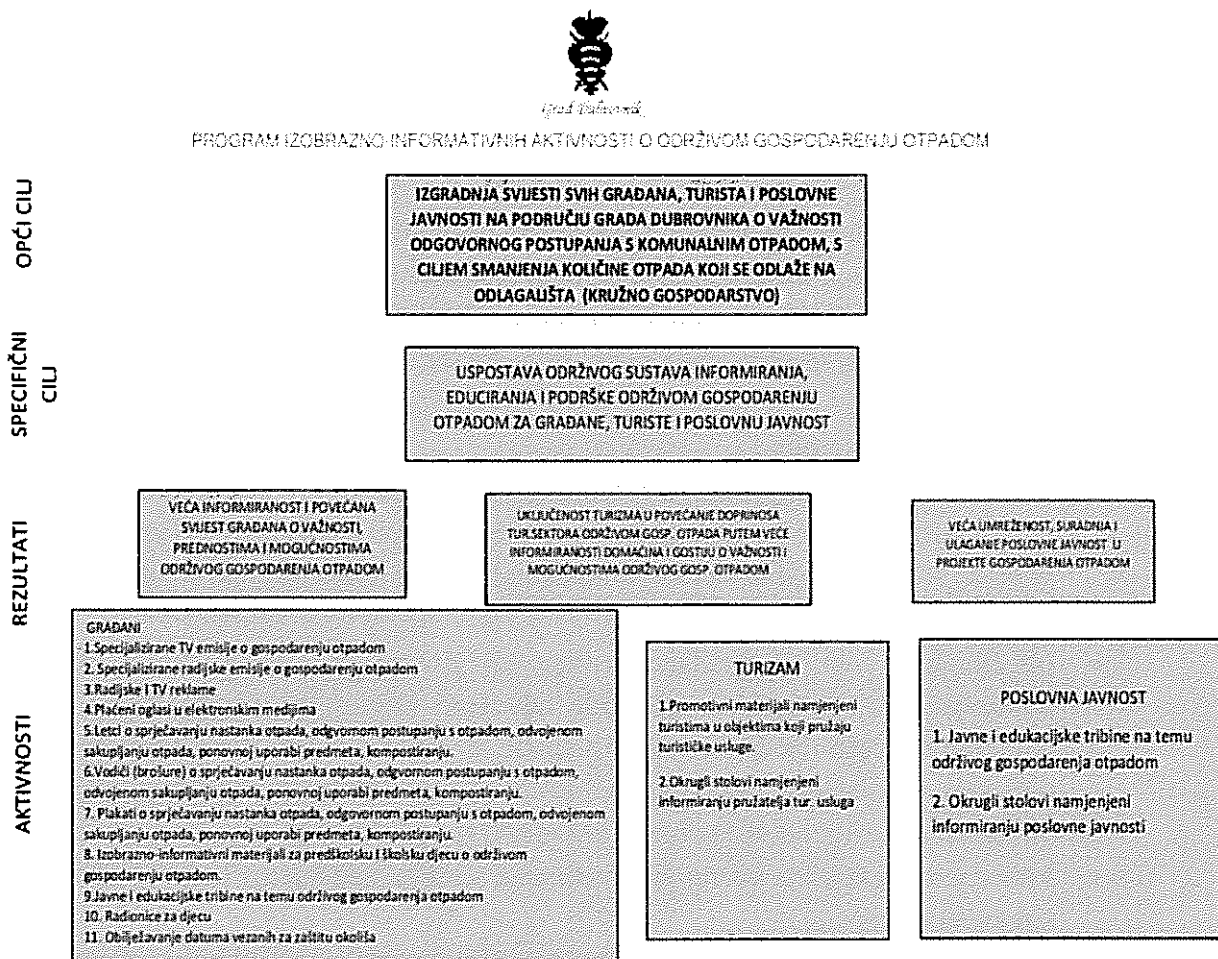 Grad Dubrovnik
PROGRAM IZOBRAZNO-INFORMATIVNIH AKTIVNOSTI O ODRŽIVOM GOSPODARENJU OTPADOM
OPĆI CILJ
IZGRADNJA SVIJESTI SVIH GRAĐANA, TURISTA I POSLOVNE
JAVNOSTI NA PODRUČJU GRADA DUBROVNIKA O VAŽNOSTI
ODGOVORNOG POSTUPANJA S KOMUNALNIM OTPADOM, S
CILJEM SMANJENJA KOLIČINE OTPADA KOJI SE ODLAŽE NA
ODLAGALIŠTA (KRUŽNO GOSPODARSTVO)
SPECIFIČNI
CILJ
USPOSTAVA ODRŽIVOG SUSTAVA INFORMIRANJA,
EDUCIRANJA I PODRŠKE ODRŽIVOM GOSPODARENJU
OTPADOM ZA GRAĐANE, TURISTE I POSLOVNU JAVNOST
REZULTATI
VEĆA INFORMIRANOST I POVEĆANA
SVIJEST GRAĐANA O VAŽNOSTI,
PREDNOSTIMA I MOGUĆNOSTIMA
ODRŽIVOG GOSPODARENJA OTPADOM
UKLJUČENOST TURIZMA U POVEĆANJE DOPRINOSA
TUR.SEKTORA ODRŽIVOM GOSP. OTPADA PUTEM VEĆE
INFORMIRANOSTI DOMAĆINA I GOSTIJU O VAŽNOSTI I
MOGUĆNOSTIMA ODRŽIVOG GOSP. OTPADOM
VEĆA UMREŽENOST, SURADNJA I
ULAGANJE POSLOVNE JAVNOST U
PROJEKTE GOSPODARENJA OTPADOM
AKTIVNOSTI
GRAĐANI
1.Specijalizirane TV emisije o gospodarenju otpadom
2. Specijalizirane radijske emisije o gospodarenju otpadom
3.Radijske i TV reklame
4.Plaćeni oglasi u elektronskim medijima
5.Letci o sprječavanju nastanka otpada, odgvornom postupanju s otpadom, odvojenom
sakupljanju otpada, ponovnoj uporabi predmeta, kompostiranju.
6.Vodiči (brošure) o sprječavanju nastanka otpada, odgvornom postupanju s otpadom,
odvojenom sakupljanju otpada, ponovnoj uporabi predmeta, kompostiranju.
7. Plakati o sprječavanju nastanka otpada, odgovornom postupanju s otpadom, odvojenom
sakupljanju otpada, ponovnoj uporabi predmeta, kompostiranju.
8. Izobrazno-informativni materijali za predškolsku i školsku djecu o održivom
gospodarenju otpadom.
9.Javne i edukacijske tribine na temu održivog gospodarenja otpadom
10. Radionice za djecu
11. Obilježavanje datuma vezanih za zaštitu okoliša
TURIZAM
1.Promotivni materijali namjenjeni
turistima u objektima koji pružaju
turističke usluge.
2.Okrugli stolovi namjenjeni
informiranju pružatelja tur. usluga
POSLOVNA JAVNOST
1. Javne i edukacijske tribine na temu
održivog gospodarenja otpadom
2. Okrugli stolovi namjenjeni
informiranju poslovne javnosti